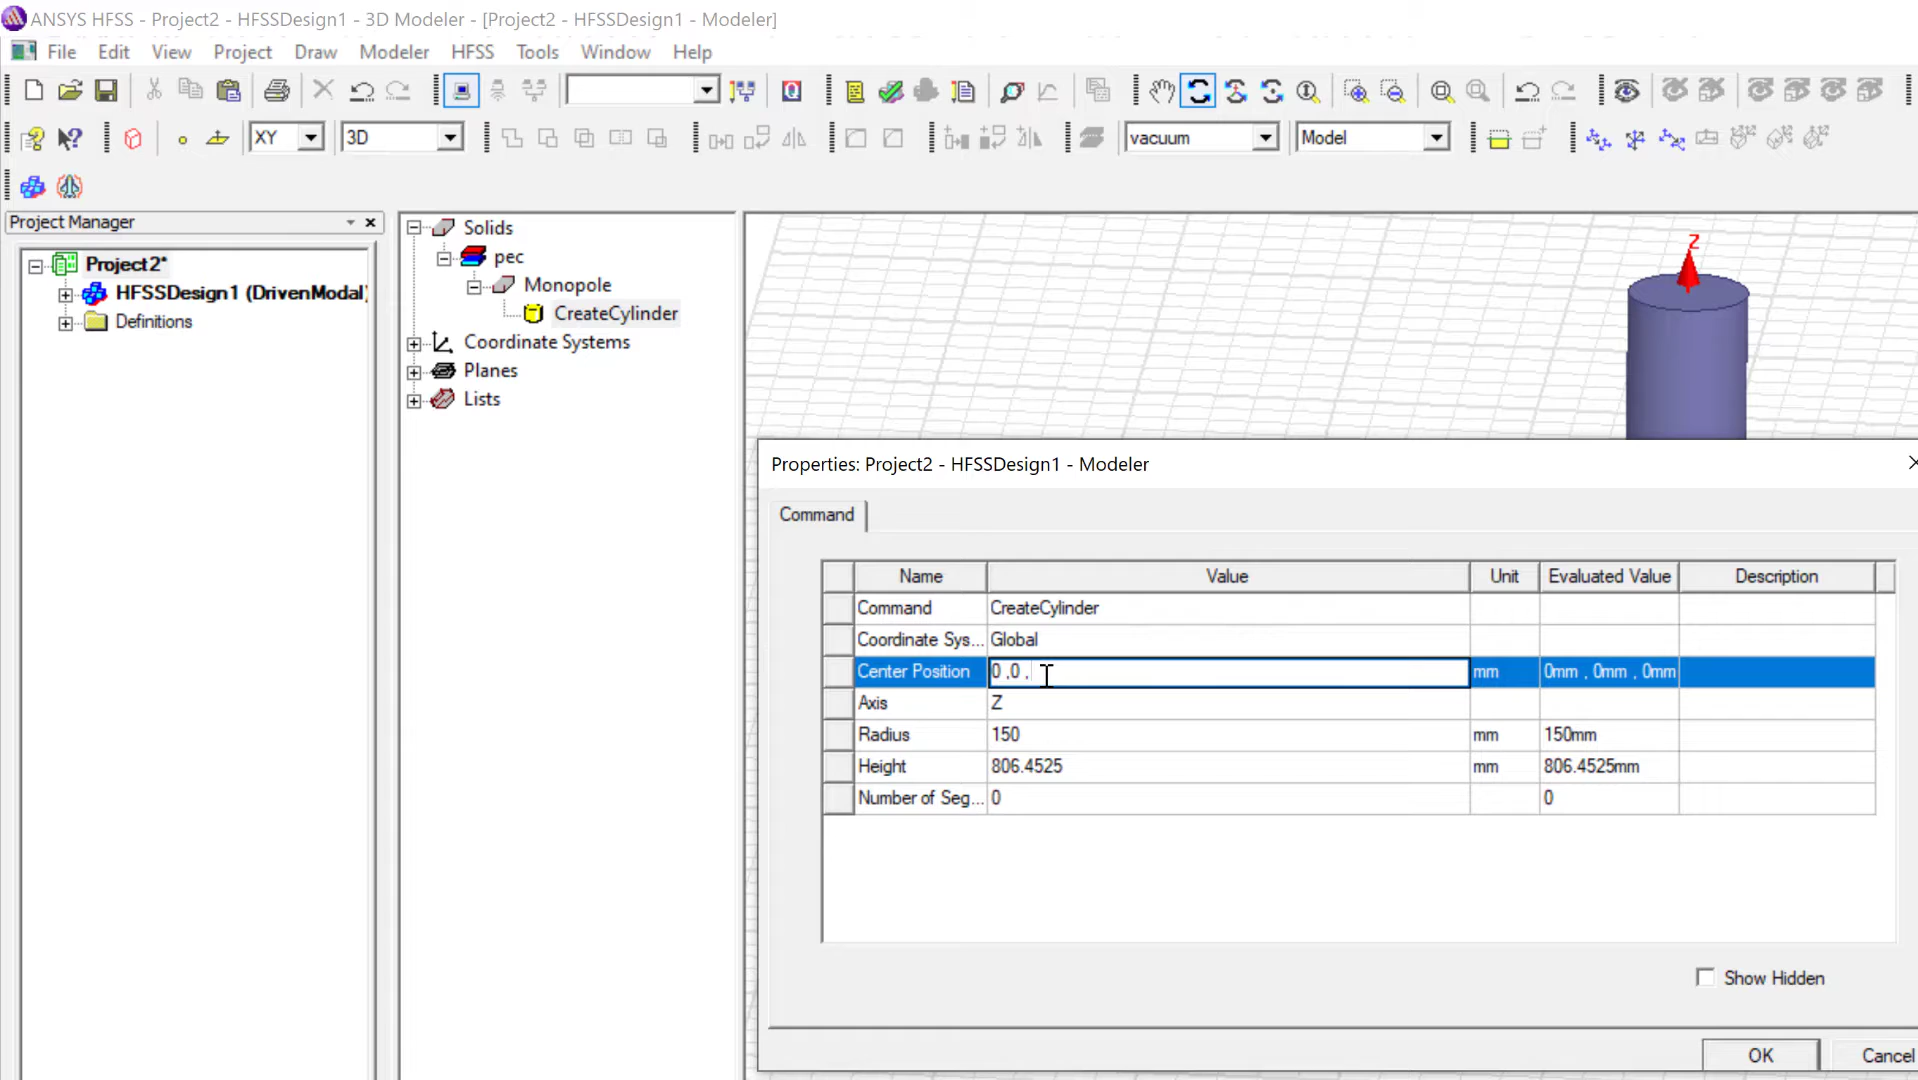 ANSYS HFSS - Project2 - HFSSDesign1 - 3D Modeler - [Project2 - HFSSDesign1 - Modeler]
File Edit View Project Draw Modeler HFSS Tools Window Help
XY 3D vacuum Model
Project Manager
Project2*
HFSSDesign1 (DrivenModal)
Definitions
Solids
pec
Monopole
CreateCylinder
Coordinate Systems
Planes
Lists
Z
Properties: Project2 - HFSSDesign1 - Modeler
Command
Name Value Unit Evaluated Value Description
Command CreateCylinder
Coordinate Sys... Global
Center Position 0 ,0 , mm 0mm , 0mm , 0mm
Axis Z
Radius 150 mm 150mm
Height 806.4525 mm 806.4525mm
Number of Seg... 0 0
Show Hidden
OK Cancel